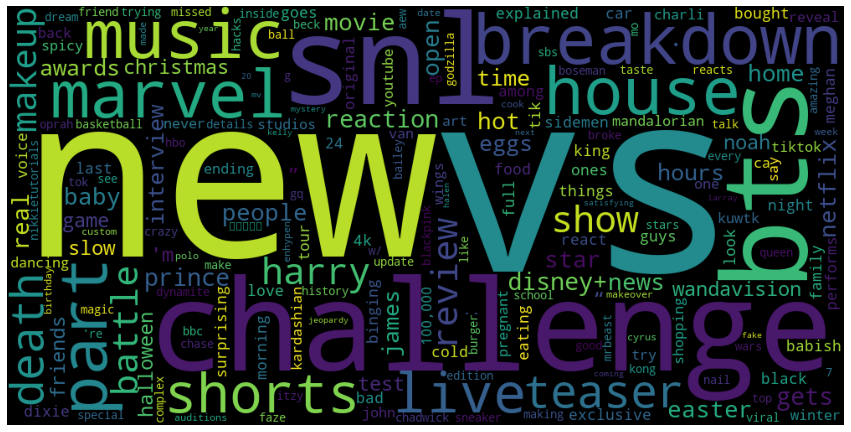 friend trying missed inside goes beck movie explained car charli bought reveal
dream back spicy music hacks ball snl open breakdown
makeup awards christmas marvel original youtube godzilla time sbs mo house taste reacts boseman home meghan amazing
made year 20 g mv mystery ep among
oprah basketball never details studios reaction art hot tik mandalorian talk broke tiktok
voice nikkietutorials last see hbo kelly new vs next cook bailey van sidemen eggs king noah every week
real tok baby interview ending 24 gq wings food ones hours one say netflix
game crazy people tour 4k full things kuwtk night bts
'm custom polo make w/ update blackpink like halen satisfying show stars react guys look family performs
dancing slow enhypen star iarray queen
birthday prince harry review disney+ news wandavision
part magic battle surprising love history 100,000 eating school makeover
death 're bbc dynamite binging james pregnant mrbeast cyrus shopping
friends halloween chase morning jeopardy kardashian challenge cold burger. good wars try kong fake babish
complex itzy test edition coming nail black 7
dixie special shorts faze auditions bad john live chadwick sneaker teaser making exclusive easter top viral gets winter
aew date